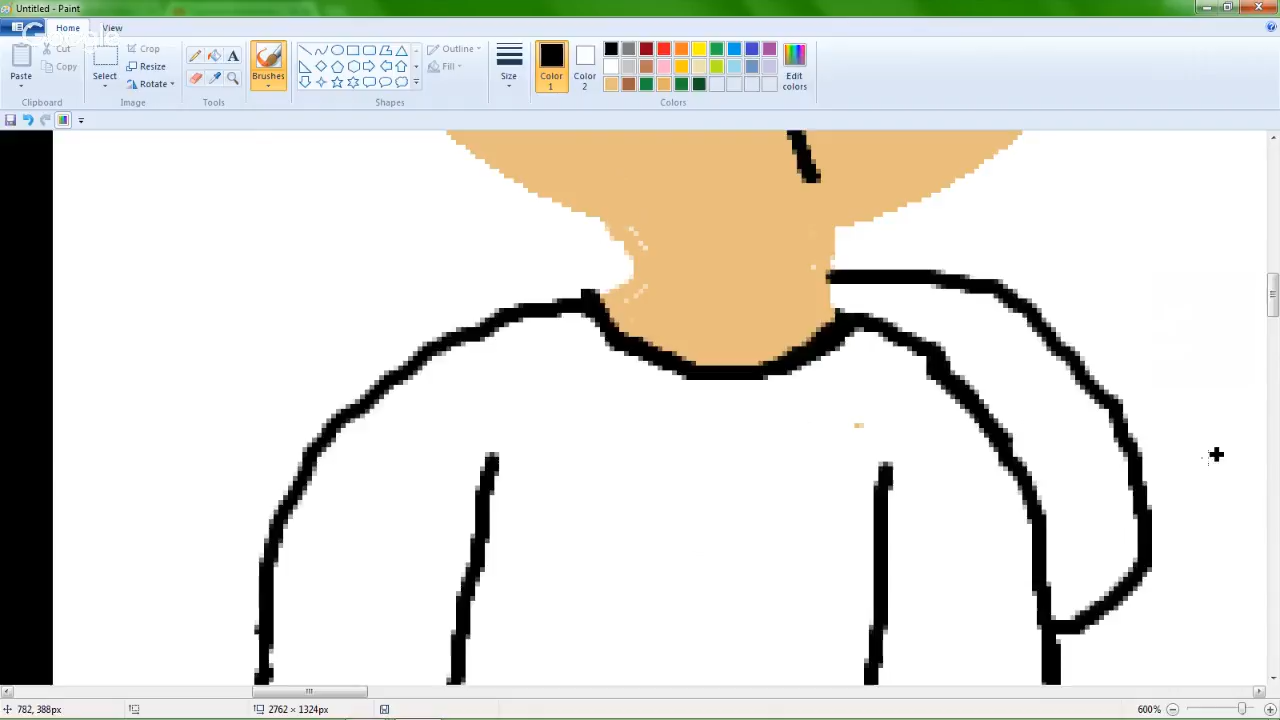 Untitled - Paint
Home View
Paste
Cut
Copy
Clipboard
Select
Crop
Resize
Rotate
Image
A
Tools
Brushes
Outline
Fill
Shapes
Size
Color 1
Color 2
Edit colors
Colors
782, 388px
2762 × 1324px
600%